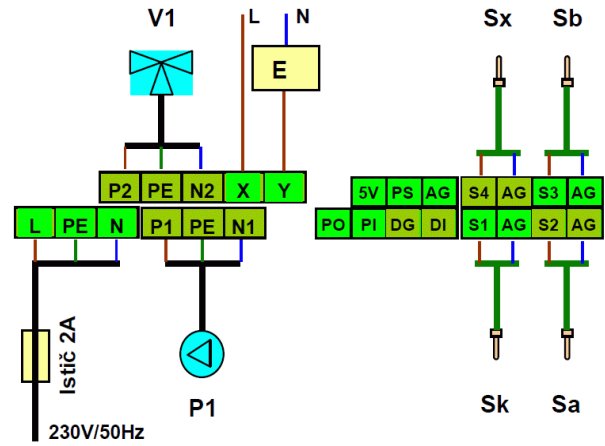 V1 L N Sx Sb
E
P2 PE N2 X Y 5V PS AG S4 AG S3 AG
L PE N P1 PE N1 PO PI DG DI S1 AG S2 AG
Istič 2A
P1 Sk Sa
230V/50Hz